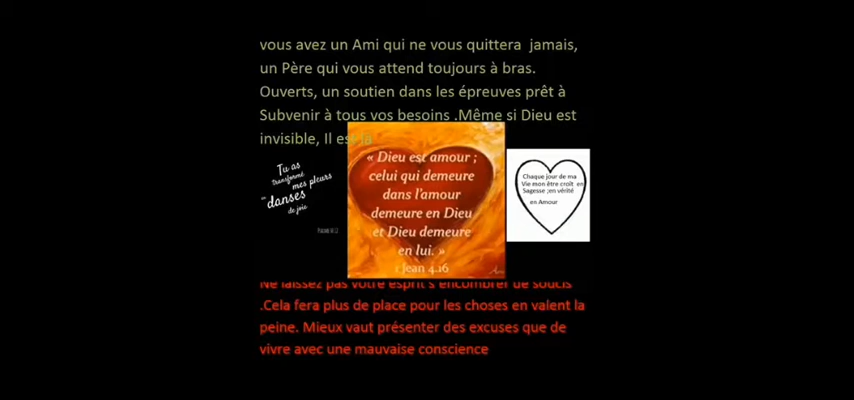 vous avez un Ami qui ne vous quittera jamais,
un Père qui vous attend toujours à bras.
Ouverts, un soutien dans les épreuves prêt à
Subvenir à tous vos besoins .Même si Dieu est
invisible, Il est là
Tu as
transformé
mes pleurs
en danses
de joie
« Dieu est amour ;
celui qui demeure
dans l'amour
demeure en Dieu
et Dieu demeure
en lui. »
1 Jean 4.16
Chaque jour de ma
Vie mon être croît en
Sagesse ;en vérité
en Amour
Ne laissez pas votre esprit s'encombrer de soucis
.Cela fera plus de place pour les choses en valent la
peine. Mieux vaut présenter des excuses que de
vivre avec une mauvaise conscience